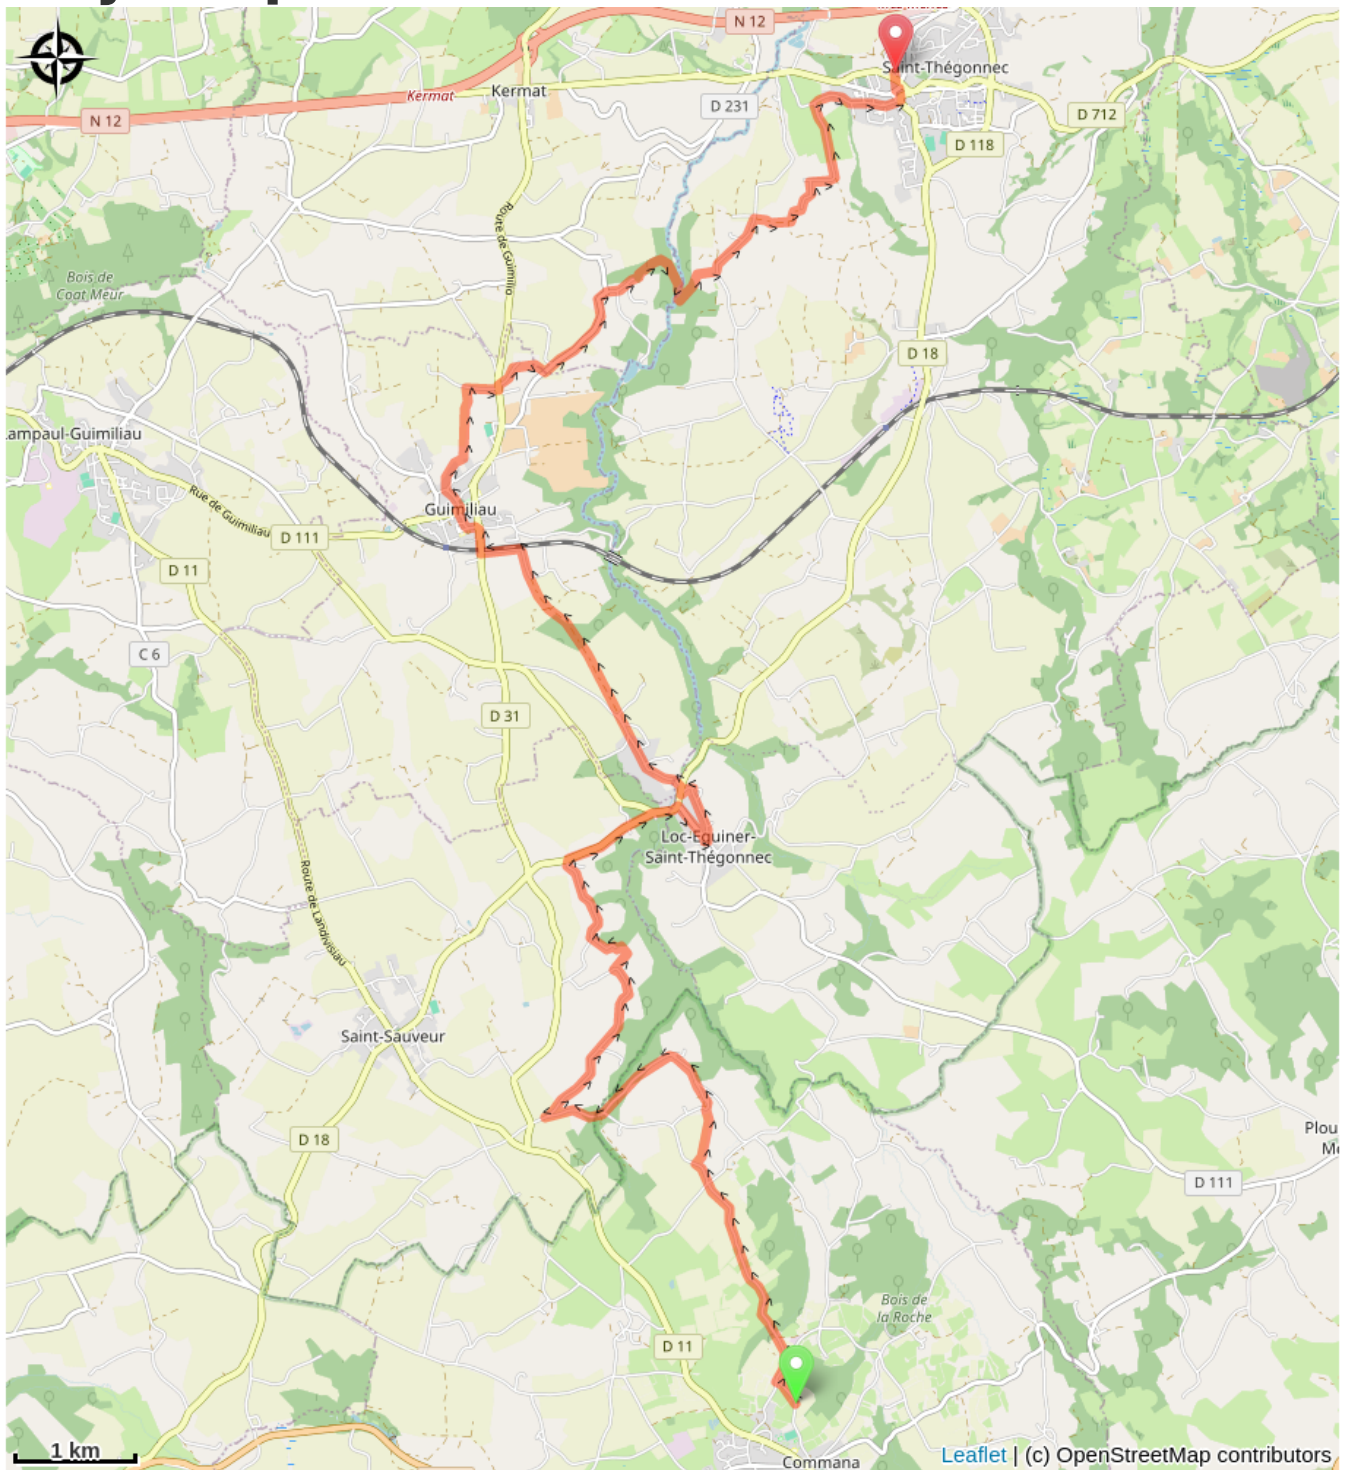 N 12
Saint-Thégonnec
Kermat
Kermat
D 231
N 12
D 712
D 118
Route de Guimilio
Bois de
Coat Meur
D 18
Lampaul-Guimiliau
Rue de Guimiliau
Guimiliau
D 111
D 11
C 6
D 31
Loc-Eguiner-
Saint-Thégonnec
Route de Landivisiau
Saint-Sauveur
D 18
Plou
D 111
Bois de
la Roche
D 11
1 km
Leaflet | (c) OpenStreetMap contributors
Commana